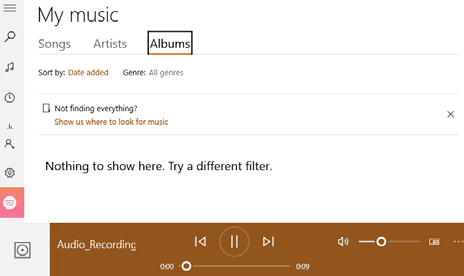 My music
Songs Artists Albums
Sort by: Date added Genre: All genres
Not finding everything?
Show us where to look for music
Nothing to show here. Try a different filter.
Audio_Recording
0:00 0:09